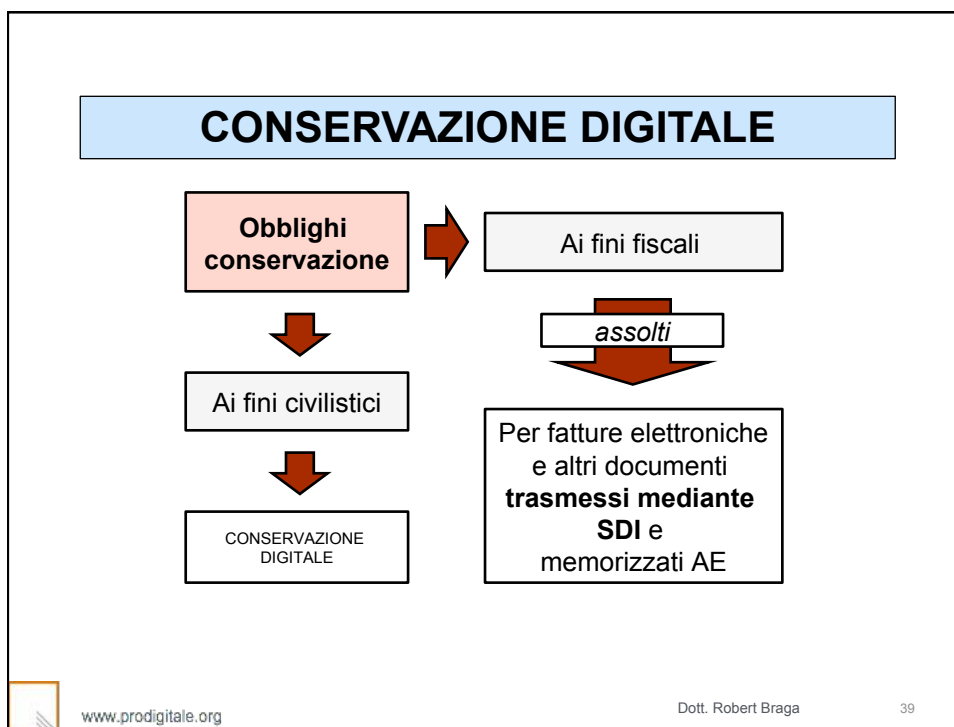 CONSERVAZIONE DIGITALE
Obblighi
conservazione
Ai fini fiscali
assolti
Ai fini civilistici
Per fatture elettroniche
e altri documenti
trasmessi mediante
SDI e
memorizzati AE
CONSERVAZIONE
DIGITALE
www.prodigitale.org
Dott. Robert Braga
39